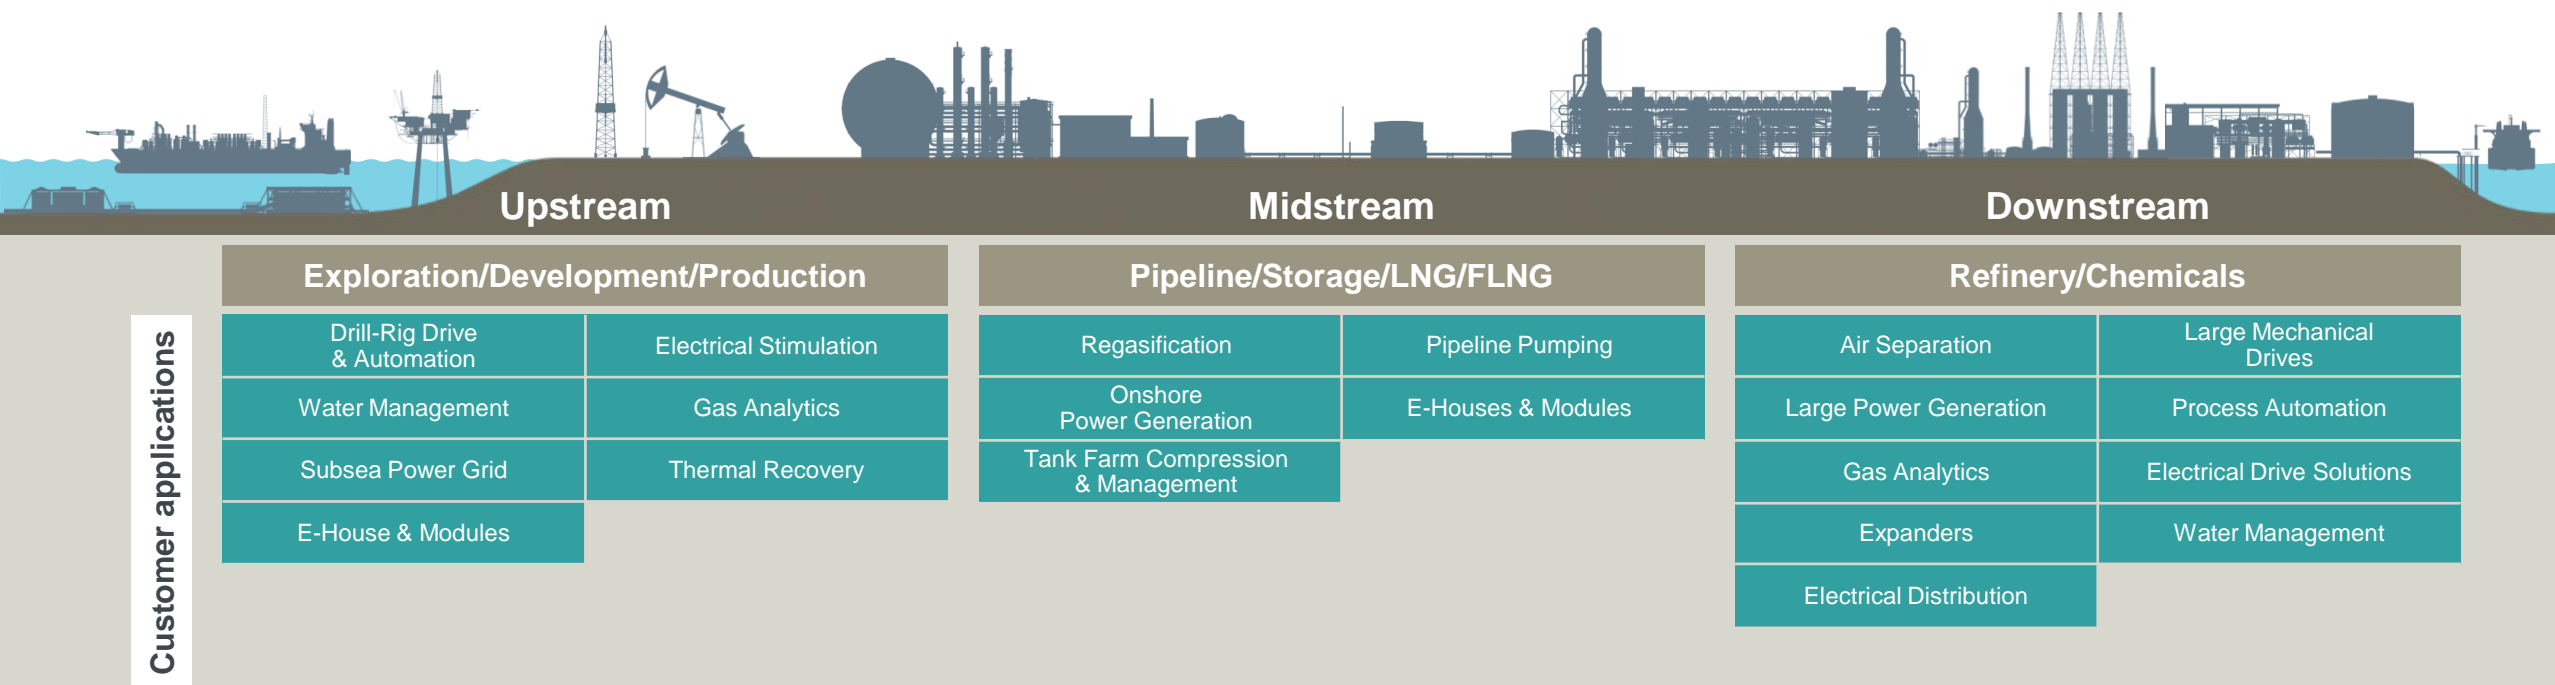 Upstream
Midstream
Downstream
Exploration/Development/Production
Pipeline/Storage/LNG/FLNG
Refinery/Chemicals
Customer applications
Drill-Rig Drive
& Automation
Electrical Stimulation
Water Management
Gas Analytics
Subsea Power Grid
Thermal Recovery
E-House & Modules
Regasification
Pipeline Pumping
Onshore
Power Generation
E-Houses & Modules
Tank Farm Compression
& Management
Air Separation
Large Mechanical
Drives
Large Power Generation
Process Automation
Gas Analytics
Electrical Drive Solutions
Expanders
Water Management
Electrical Distribution